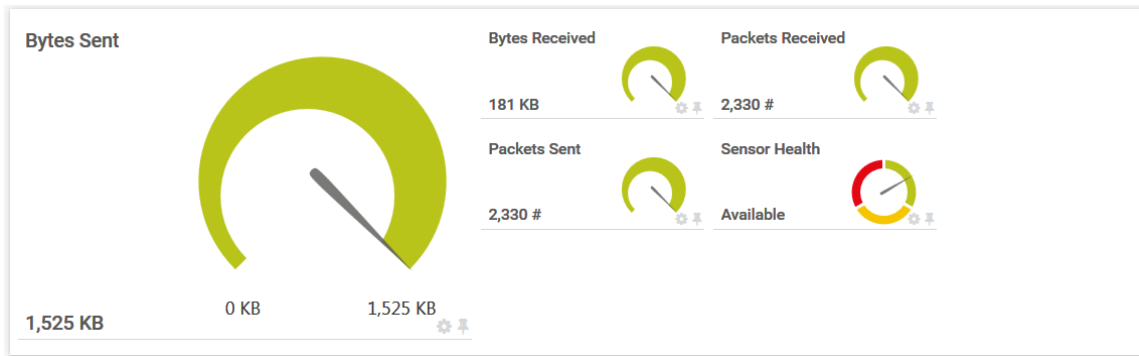 Bytes Sent
0 KB
1,525 KB
1,525 KB
Bytes Received
181 KB
Packets Received
2,330 #
Packets Sent
2,330 #
Sensor Health
Available